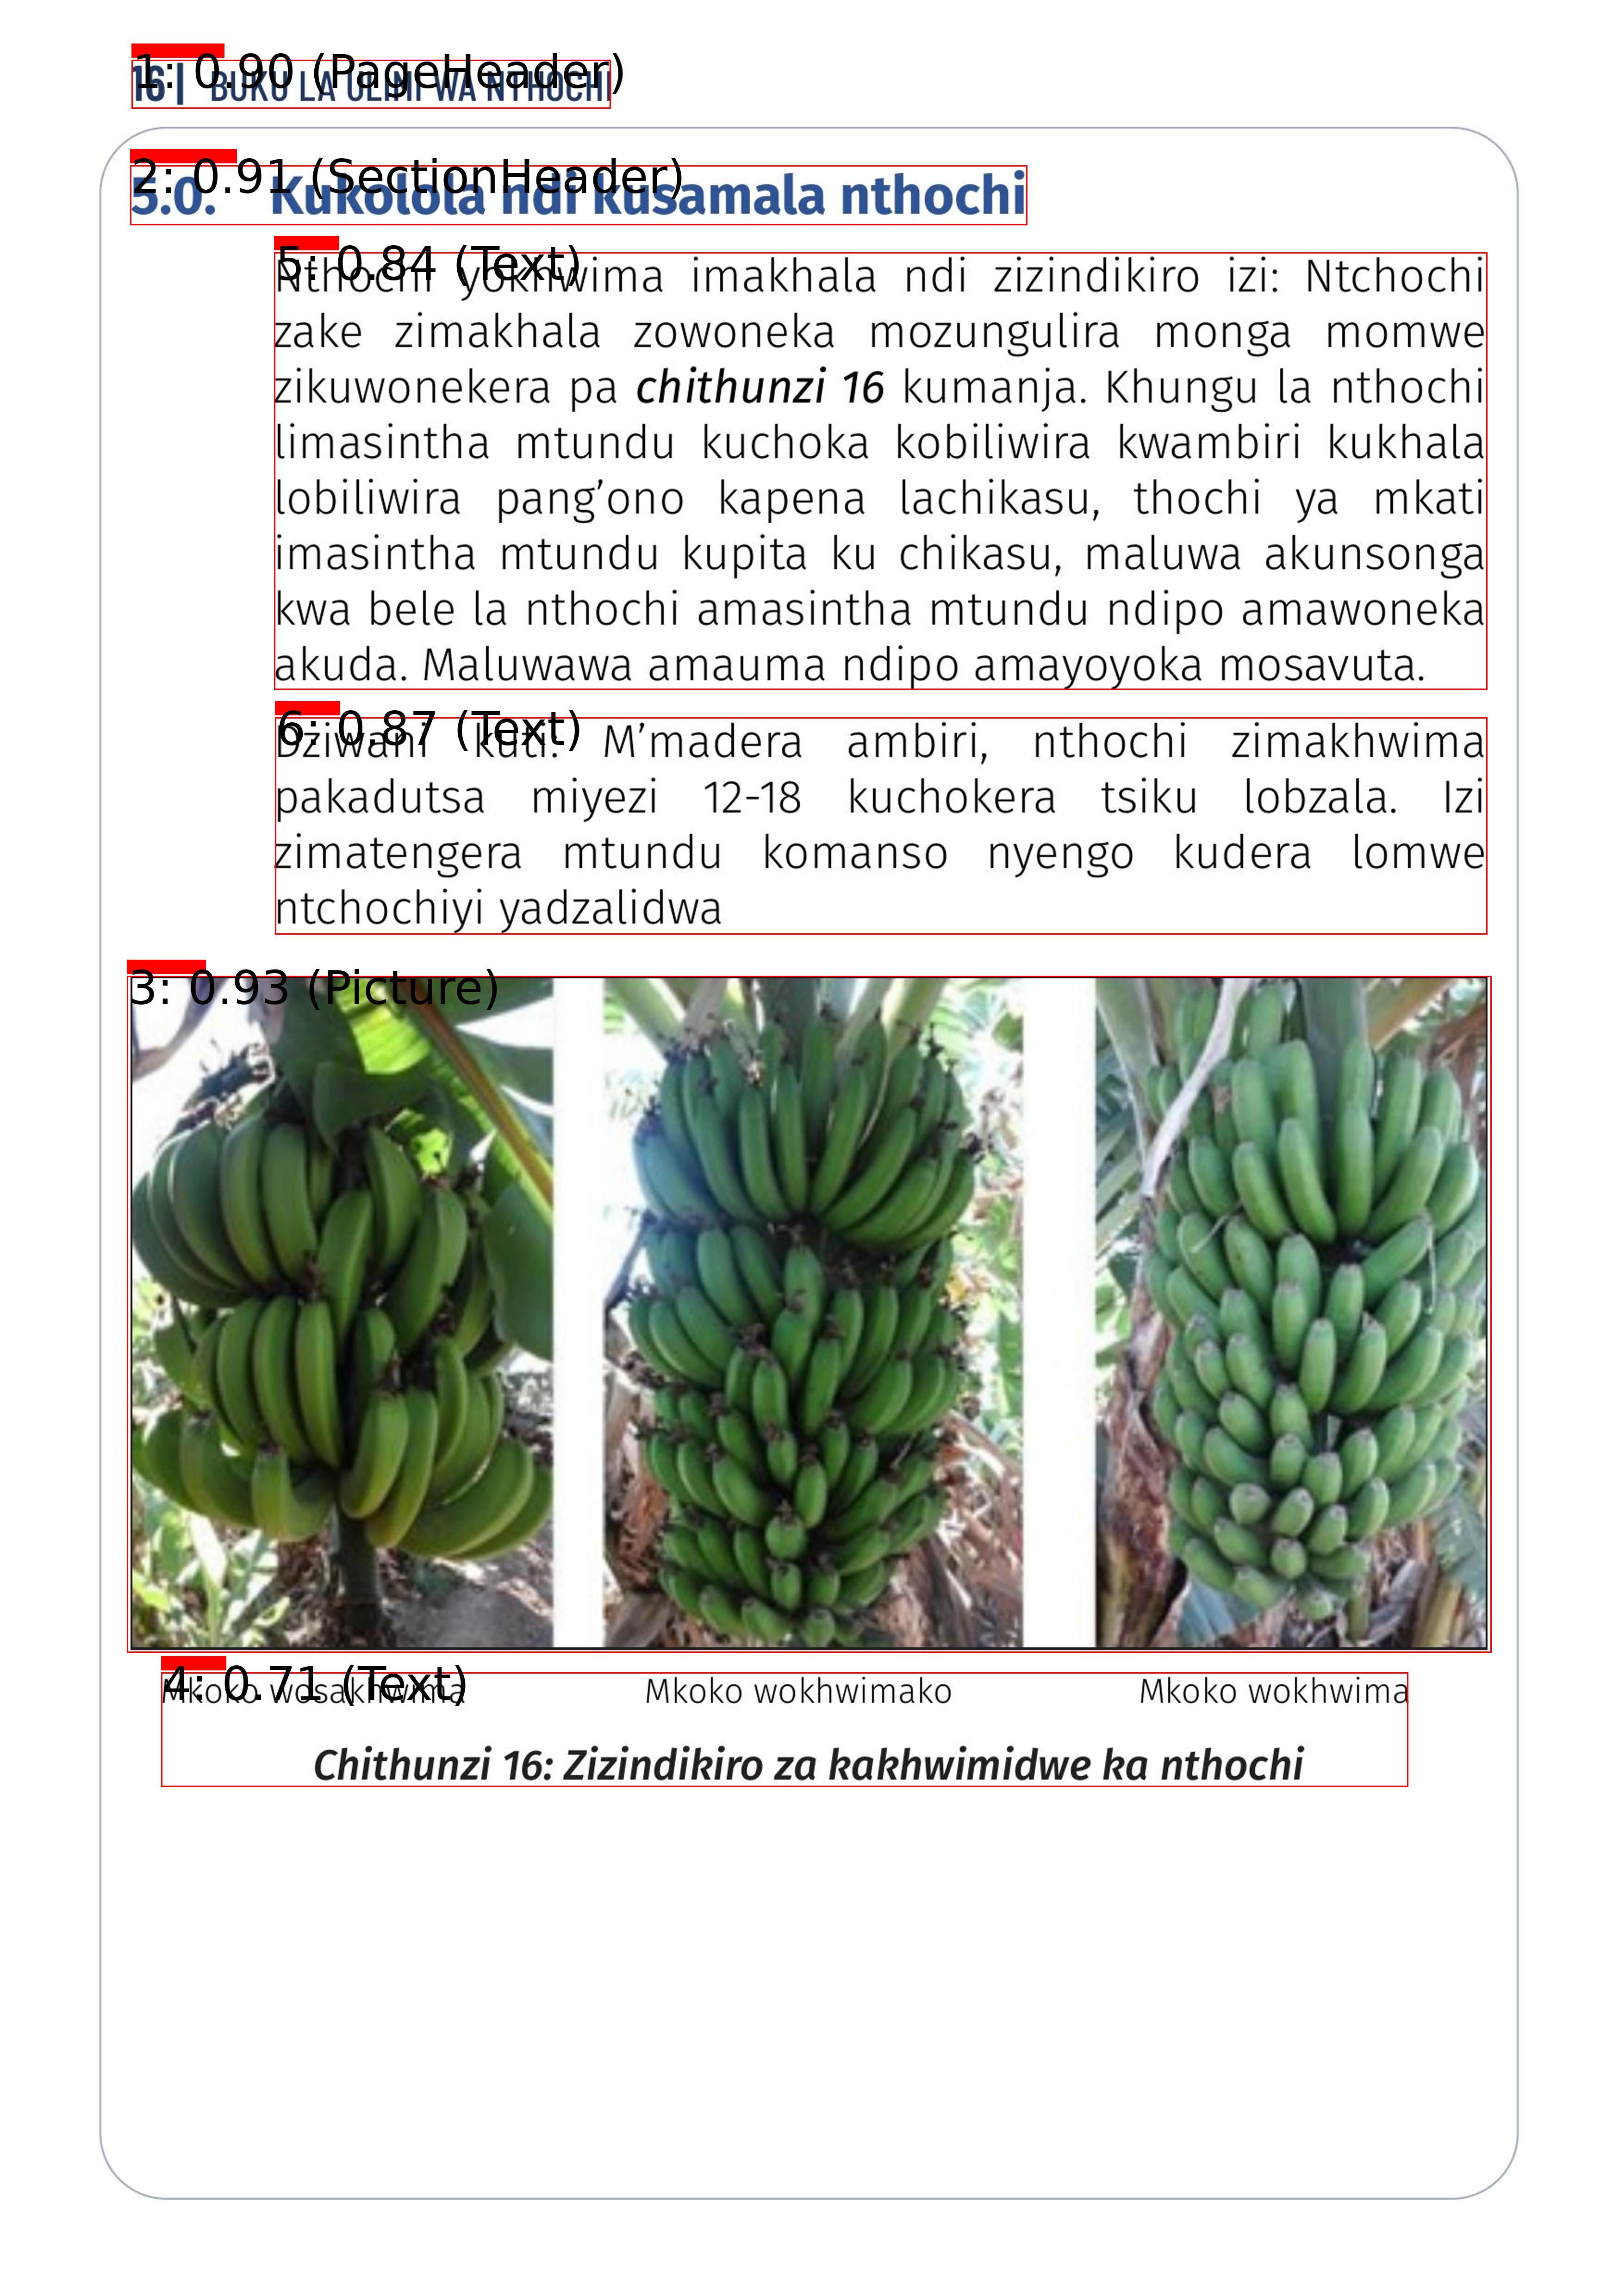 1: 0.90 (PageHeader)
16 | BUKU LA ULIMI WA NTHOCHI
2: 0.91 (SectionHeader)
5.0. Kukolola ndi kusamala nthochi
5: 0.84 (Text)
Nthochi yokhwima imakhala ndi zizindikiro izi: Ntchochi
zake zimakhala zowoneka mozungulira monga momwe
zikuwonekera pa chithunzi 16 kumanja. Khungu la nthochi
limasintha mtundu kuchoka kobiliwira kwambiri kukhala
lobiliwira pang’ono kapena lachikasu, thochi ya mkati
imasintha mtundu kupita ku chikasu, maluwa akunsonga
kwa bele la nthochi amasintha mtundu ndipo amawoneka
akuda. Maluwawa amauma ndipo amayoyoka mosavuta.
6: 0.87 (Text)
Dziwani kuti: M’madera ambiri, nthochi zimakhwima
pakadutsa miyezi 12-18 kuchokera tsiku lobzala. Izi
zimatengera mtundu komanso nyengo kudera lomwe
ntchochiyi yadzalidwa
3: 0.93 (Picture)
4: 0.71 (Text)
Mkoko wosakhwima Mkoko wokhwimako Mkoko wokhwima
Chithunzi 16: Zizindikiro za kakhwimidwe ka nthochi